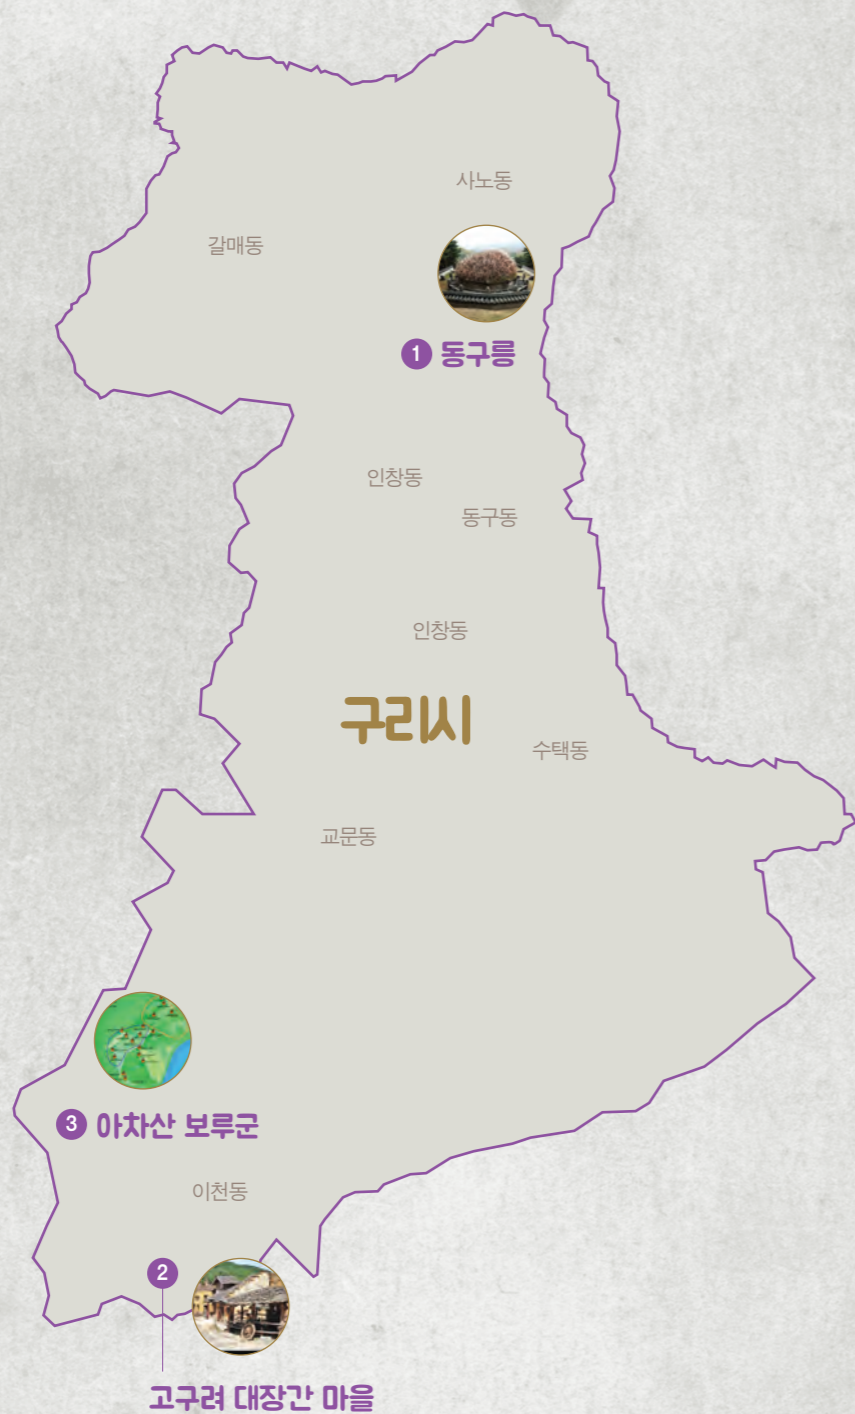 사노동
갈매동
1 동구릉
인창동
동구동
인창동
구리시
수택동
교문동
3 아차산 보루군
이천동
2
고구려 대장간 마을